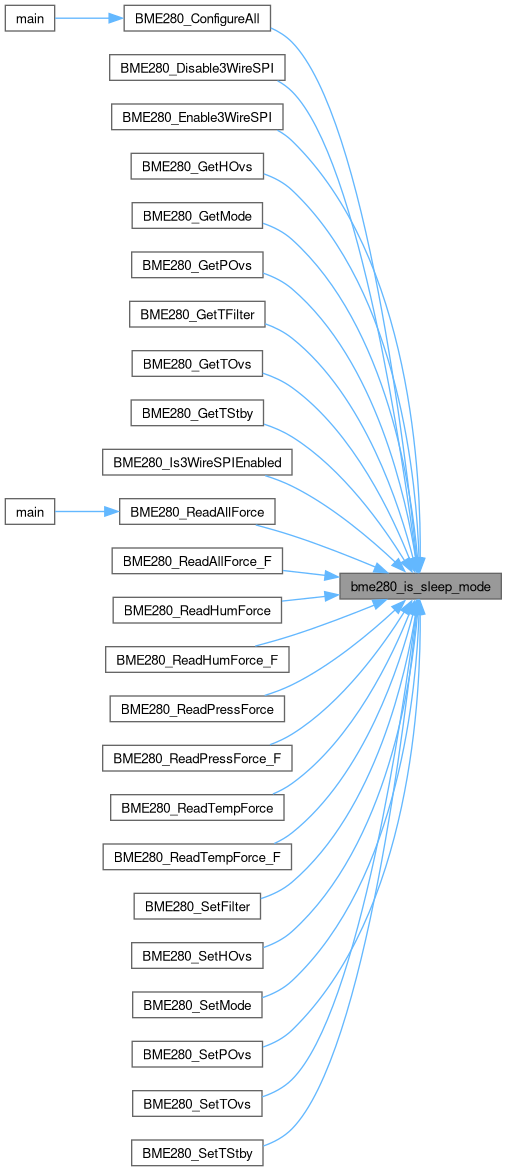 main
BME280_ConfigureAll
BME280_Disable3WireSPI
BME280_Enable3WireSPI
BME280_GetHOvs
BME280_GetMode
BME280_GetPOvs
BME280_GetTFilter
BME280_GetTOvs
BME280_GetTStby
BME280_Is3WireSPIEnabled
main
BME280_ReadAllForce
BME280_ReadAllForce_F
bme280_is_sleep_mode
BME280_ReadHumForce
BME280_ReadHumForce_F
BME280_ReadPressForce
BME280_ReadPressForce_F
BME280_ReadTempForce
BME280_ReadTempForce_F
BME280_SetFilter
BME280_SetHOvs
BME280_SetMode
BME280_SetPOvs
BME280_SetTOvs
BME280_SetTStby